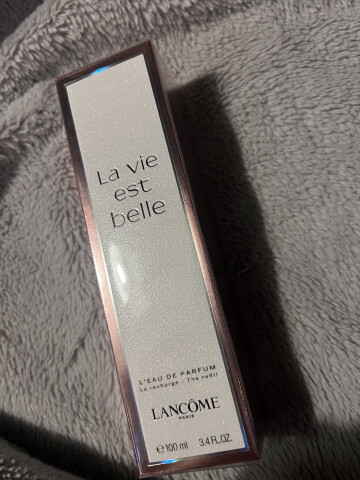 La vie
est
belle
L'EAU DE PARFUM
La recharge - The refill
LANCÔME
PARIS
℮100 ml 3.4 FL.OZ.